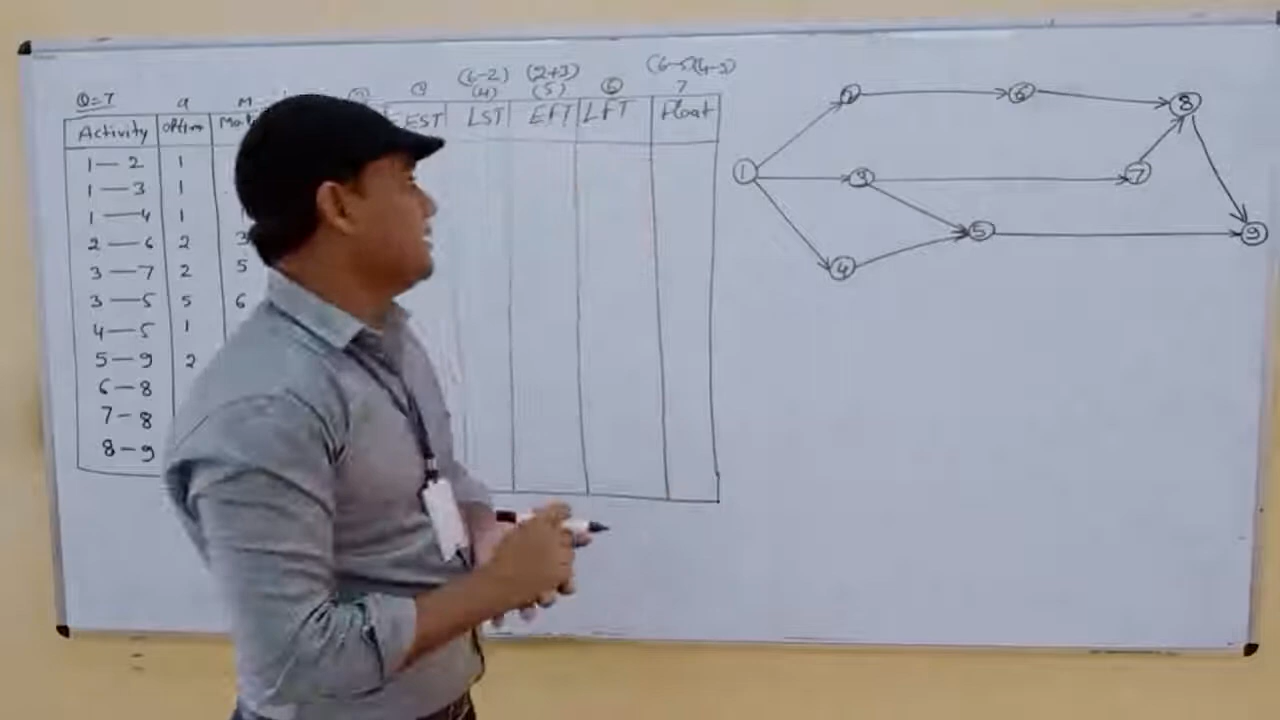 (6-2) (2+3) (6-5)(4-2)
Q=7 a M (4) (5) 6 7
Activity EST LST EFT LFT Float
1—2 1
1—3 1
1—4 1
2—6 2 3
3—7 2 5
3—5 5 6
4—5 1
5—9 2
6—8
7—8
8—9
6 8
1 3 7
5 9
4